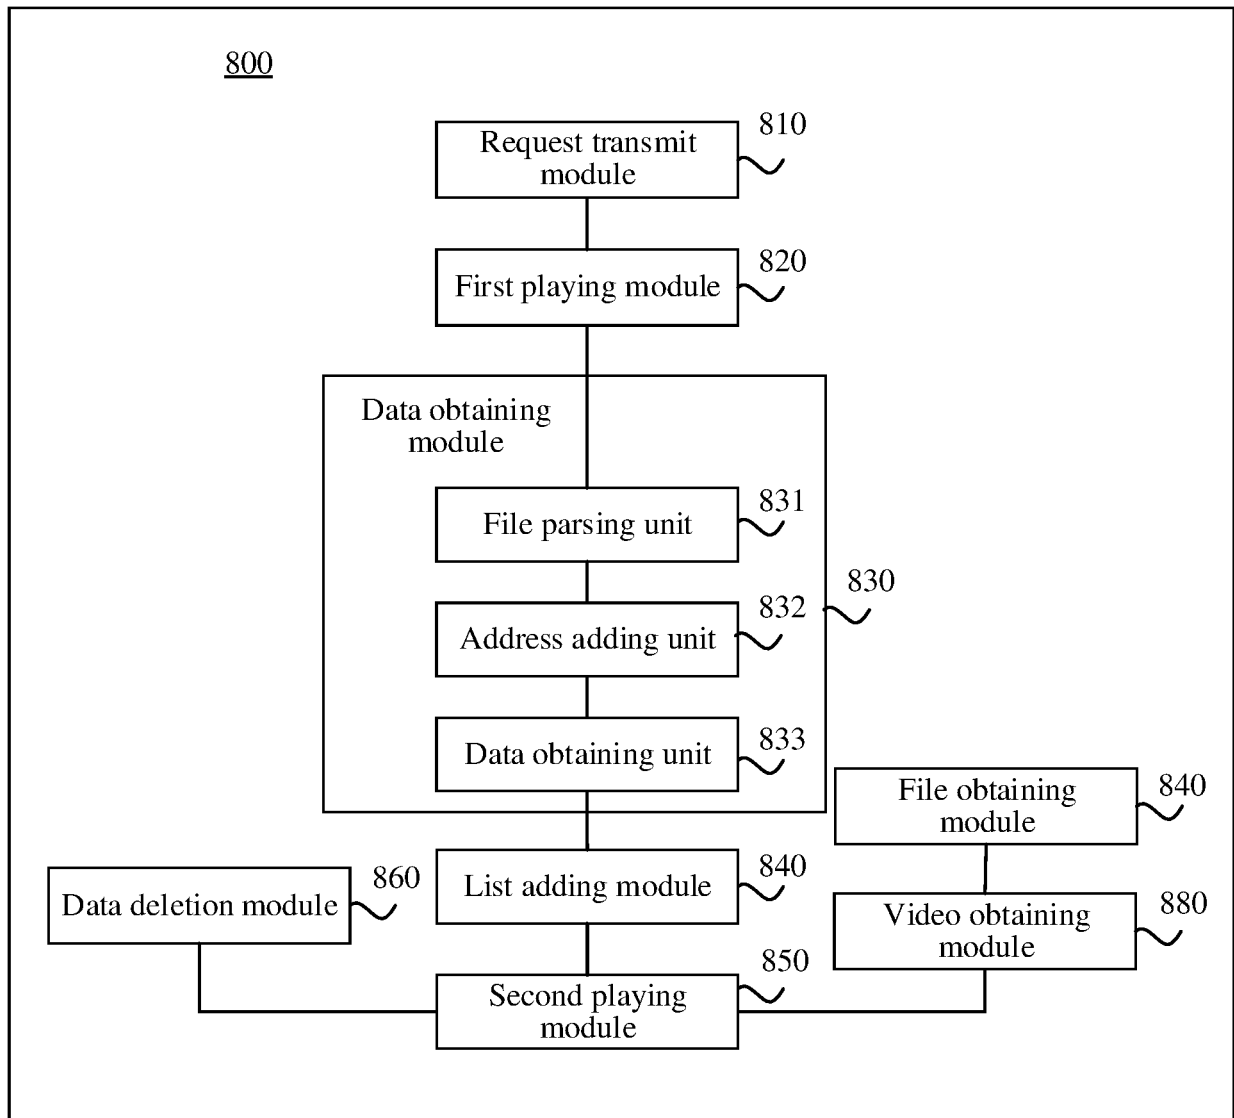 800
810
Request transmit
module
820
First playing module
Data obtaining
module
831
File parsing unit
830
832
Address adding unit
833
Data obtaining unit
840
File obtaining
module
840
List adding module
860
Data deletion module
880
Video obtaining
module
850
Second playing
module